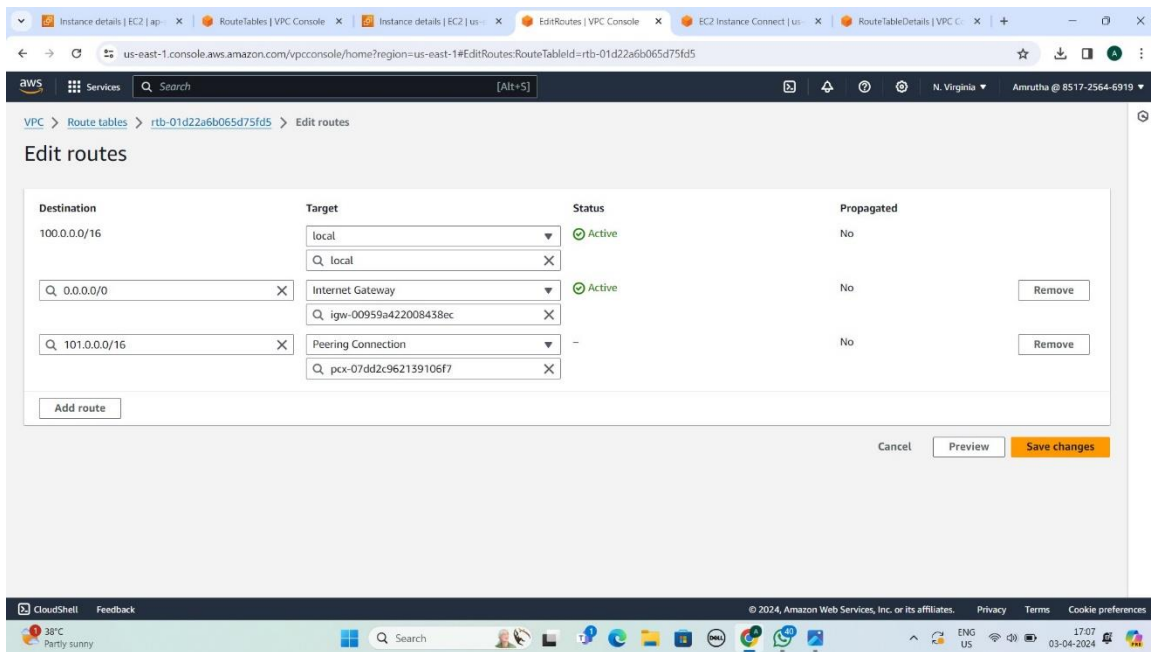 Instance details | EC2 | ap-
RouteTables | VPC Console
Instance details | EC2 | us-
EditRoutes | VPC Console
EC2 Instance Connect | us-
RouteTableDetails | VPC C
us-east-1.console.aws.amazon.com/vpcconsole/home?region=us-east-1#EditRoutes:RouteTableId=rtb-01d22a6b065d75fd5
A
aws Services Search [Alt+S] N. Virginia Amrutha @ 8517-2564-6919
VPC > Route tables > rtb-01d22a6b065d75fd5 > Edit routes
Edit routes
Destination Target Status Propagated
100.0.0.0/16 local Active No
local
0.0.0.0/0 Internet Gateway Active No Remove
igw-00959a422008438ec
101.0.0.0/16 Peering Connection – No Remove
pcx-07dd2c962139106f7
Add route
Cancel Preview Save changes
CloudShell Feedback © 2024, Amazon Web Services, Inc. or its affiliates. Privacy Terms Cookie preferences
38°C
Partly sunny
Search
ENG
US
17:07
03-04-2024